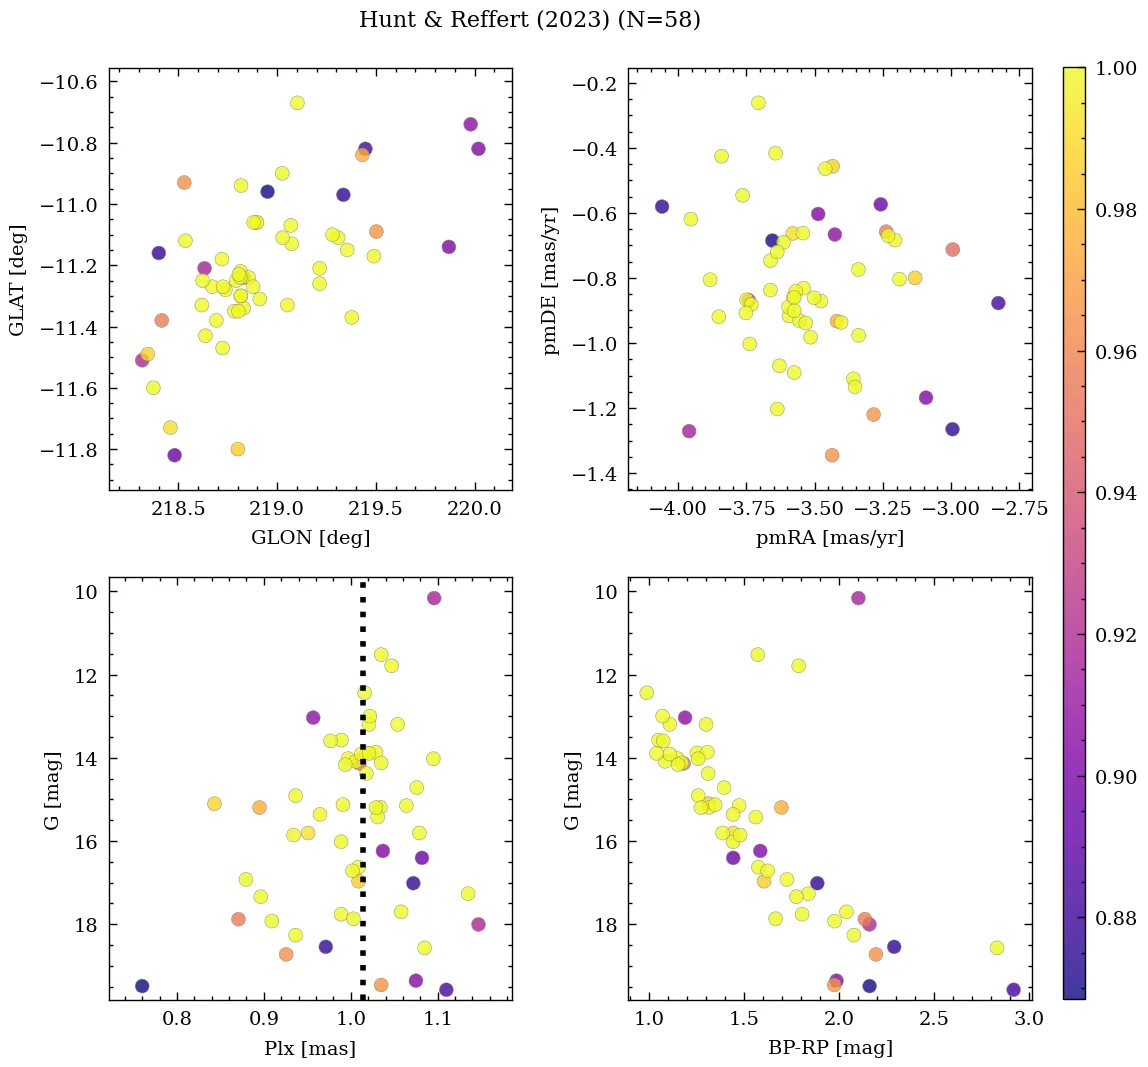 Hunt & Reffert (2023) (N=58)
−10.6
−10.8
−11.0
−11.2
−11.4
−11.6
−11.8
GLAT [deg]
218.5 219.0 219.5 220.0
GLON [deg]
−0.2
−0.4
−0.6
−0.8
−1.0
−1.2
−1.4
pmDE [mas/yr]
−4.00 −3.75 −3.50 −3.25 −3.00 −2.75
pmRA [mas/yr]
10
12
14
16
18
G [mag]
0.8 0.9 1.0 1.1
Plx [mas]
10
12
14
16
18
G [mag]
1.0 1.5 2.0 2.5 3.0
BP-RP [mag]
1.00
0.98
0.96
0.94
0.92
0.90
0.88